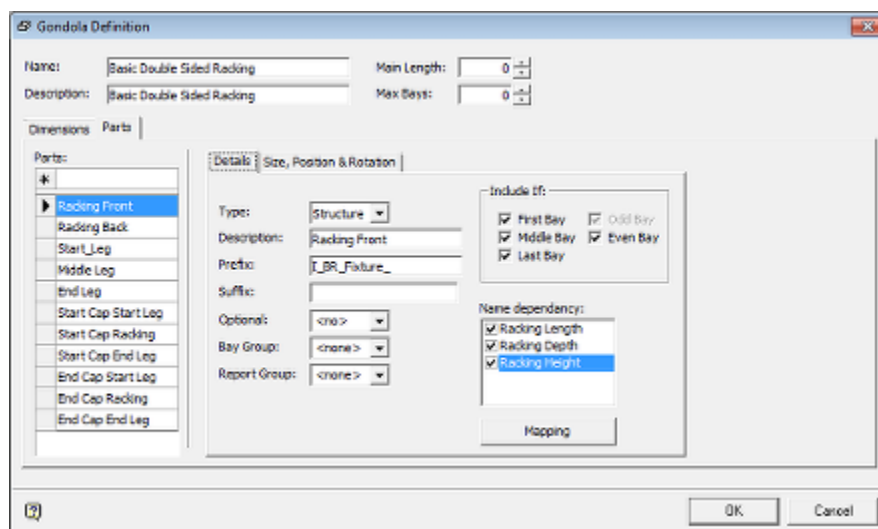 Gondola Definition
Name: Basic Double Sided Racking Main Length: 0
Description: Basic Double Sided Racking Max Bays: 0
Dimensions Parts
Parts:
Details Size, Position & Rotation
Racking Front
Racking Back
Start_Leg
Middle Leg
End Leg
Start Cap Start Leg
Start Cap Racking
Start Cap End Leg
End Cap Start Leg
End Cap Racking
End Cap End Leg
Type: Structure
Description: Racking Front
Prefix: I_BR_Fixture_
Suffix:
Optional: <no>
Bay Group: <none>
Report Group: <none>
Include If:
First Bay Odd Bay
Middle Bay Even Bay
Last Bay
Name dependancy:
Racking Length
Racking Depth
Racking Height
Mapping
OK Cancel